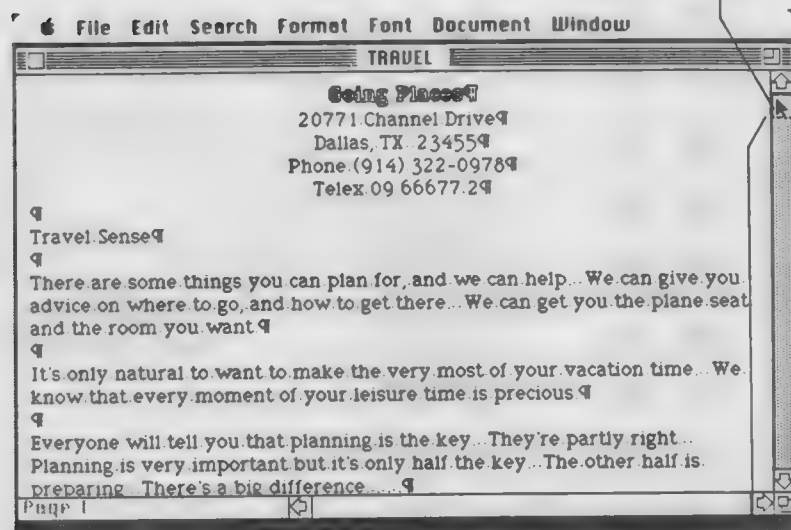 File Edit Search Format Font Document Window
TRAVEL
Going Places¶
20771 Channel Drive¶
Dallas, TX 23455¶
Phone (914) 322-0978¶
Telex 09 66677.2¶
¶
Travel Sense¶
¶
There are some things you can plan for, and we can help. We can give you
advice on where to go, and how to get there. We can get you the plane seat
and the room you want.¶
¶
It's only natural to want to make the very most of your vacation time. We
know that every moment of your leisure time is precious.¶
¶
Everyone will tell you that planning is the key. They're partly right.
Planning is very important but it's only half the key. The other half is
preparing. There's a big difference.¶
Page 1